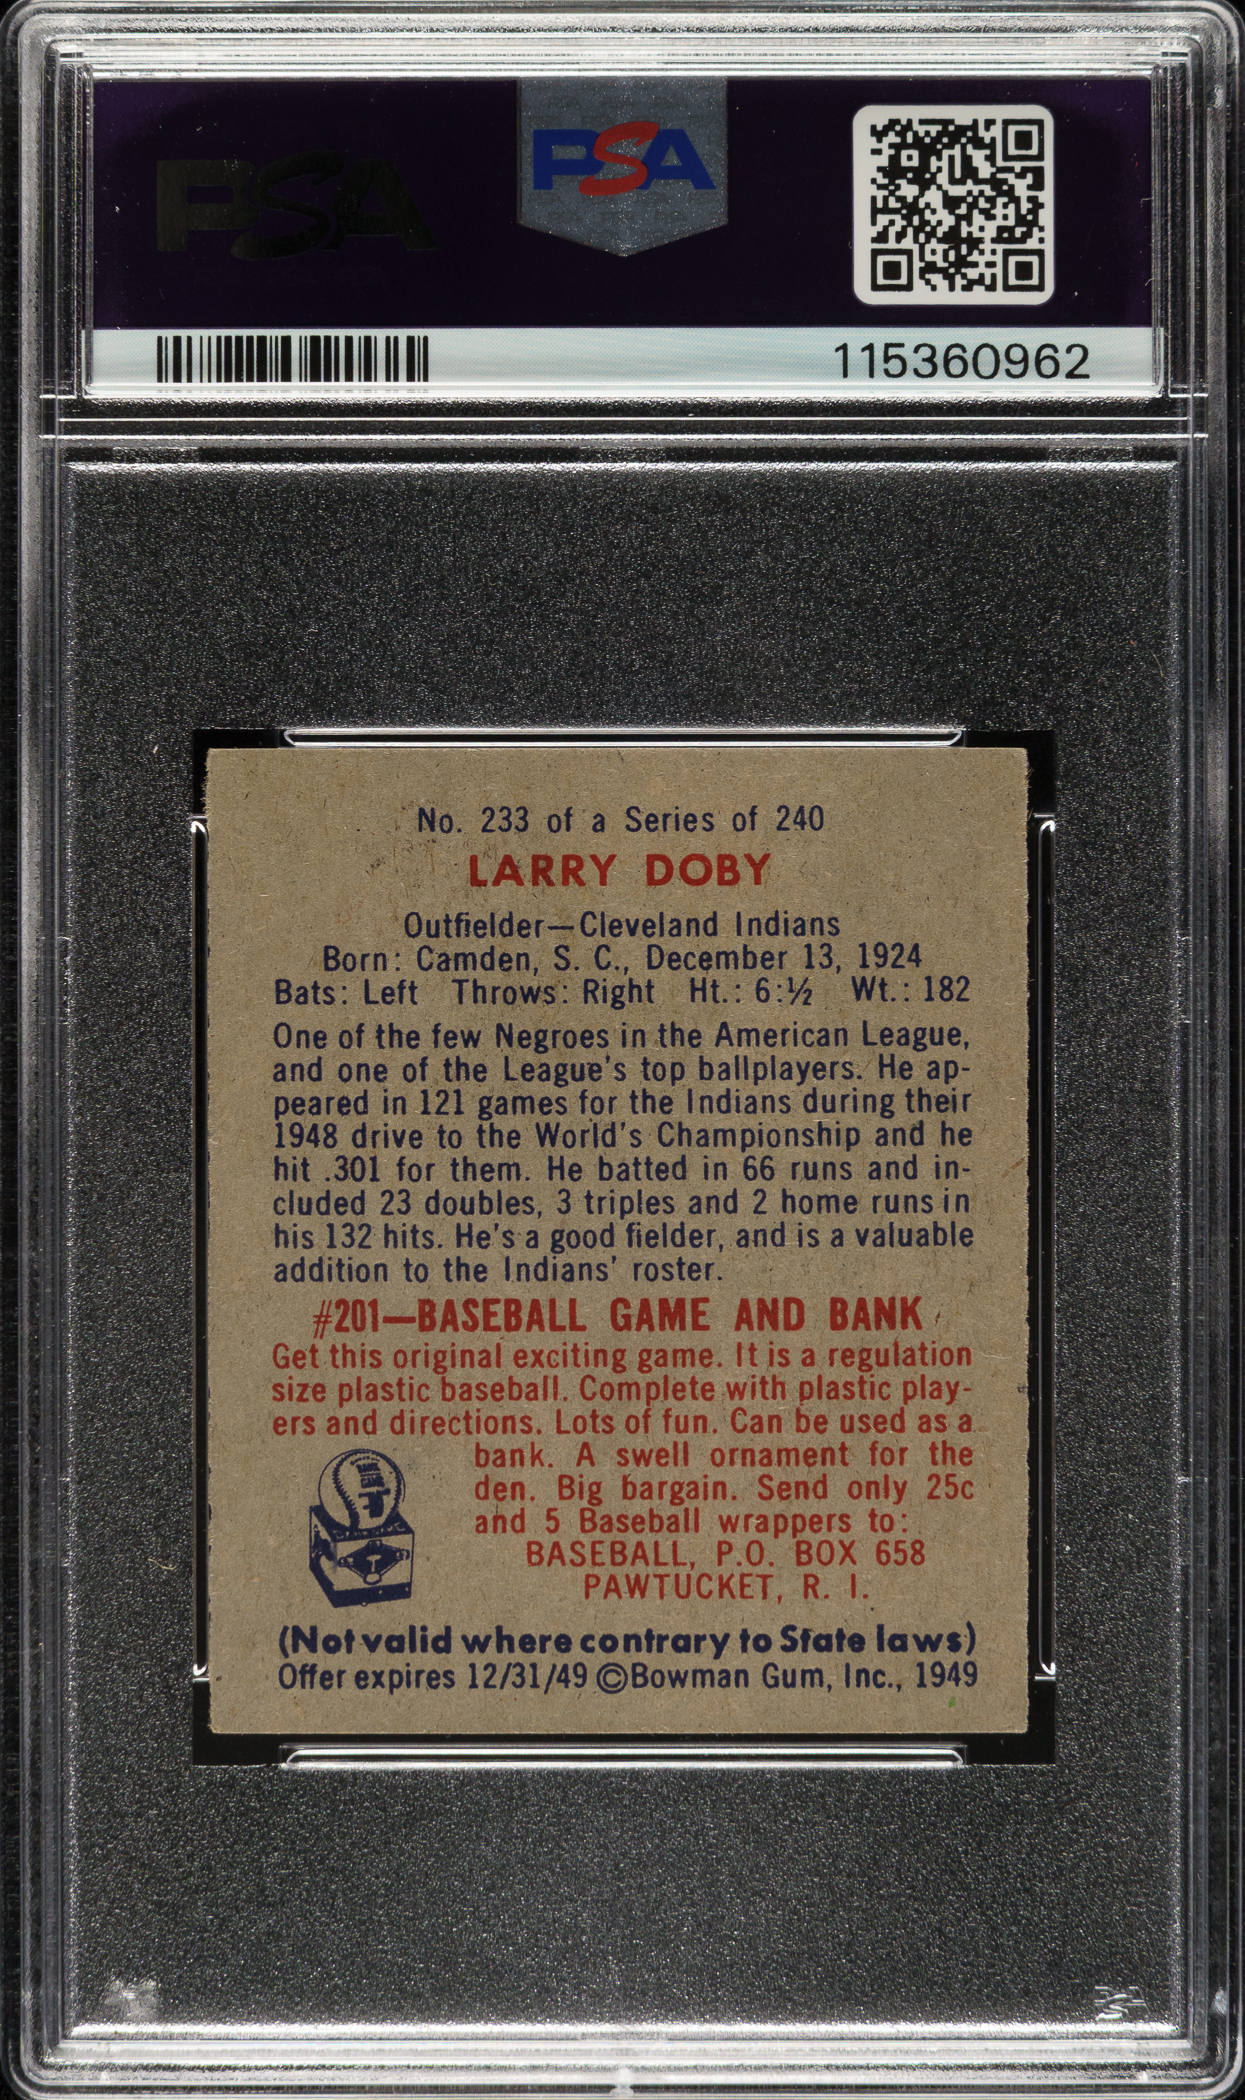 PSA
PSA
115360962
No. 233 of a Series of 240
LARRY DOBY
Outfielder—Cleveland Indians
Born: Camden, S. C., December 13, 1924
Bats: Left Throws: Right Ht.: 6:½ Wt.: 182
One of the few Negroes in the American League,
and one of the League's top ballplayers. He ap-
peared in 121 games for the Indians during their
1948 drive to the World's Championship and he
hit .301 for them. He batted in 66 runs and in-
cluded 23 doubles, 3 triples and 2 home runs in
his 132 hits. He's a good fielder, and is a valuable
addition to the Indians' roster.
#201—BASEBALL GAME AND BANK
Get this original exciting game. It is a regulation
size plastic baseball. Complete with plastic play-
ers and directions. Lots of fun. Can be used as a
bank. A swell ornament for the
den. Big bargain. Send only 25c
and 5 Baseball wrappers to:
BASEBALL, P.O. BOX 658
PAWTUCKET, R. I.
(Not valid where contrary to State laws)
Offer expires 12/31/49 ©Bowman Gum, Inc., 1949